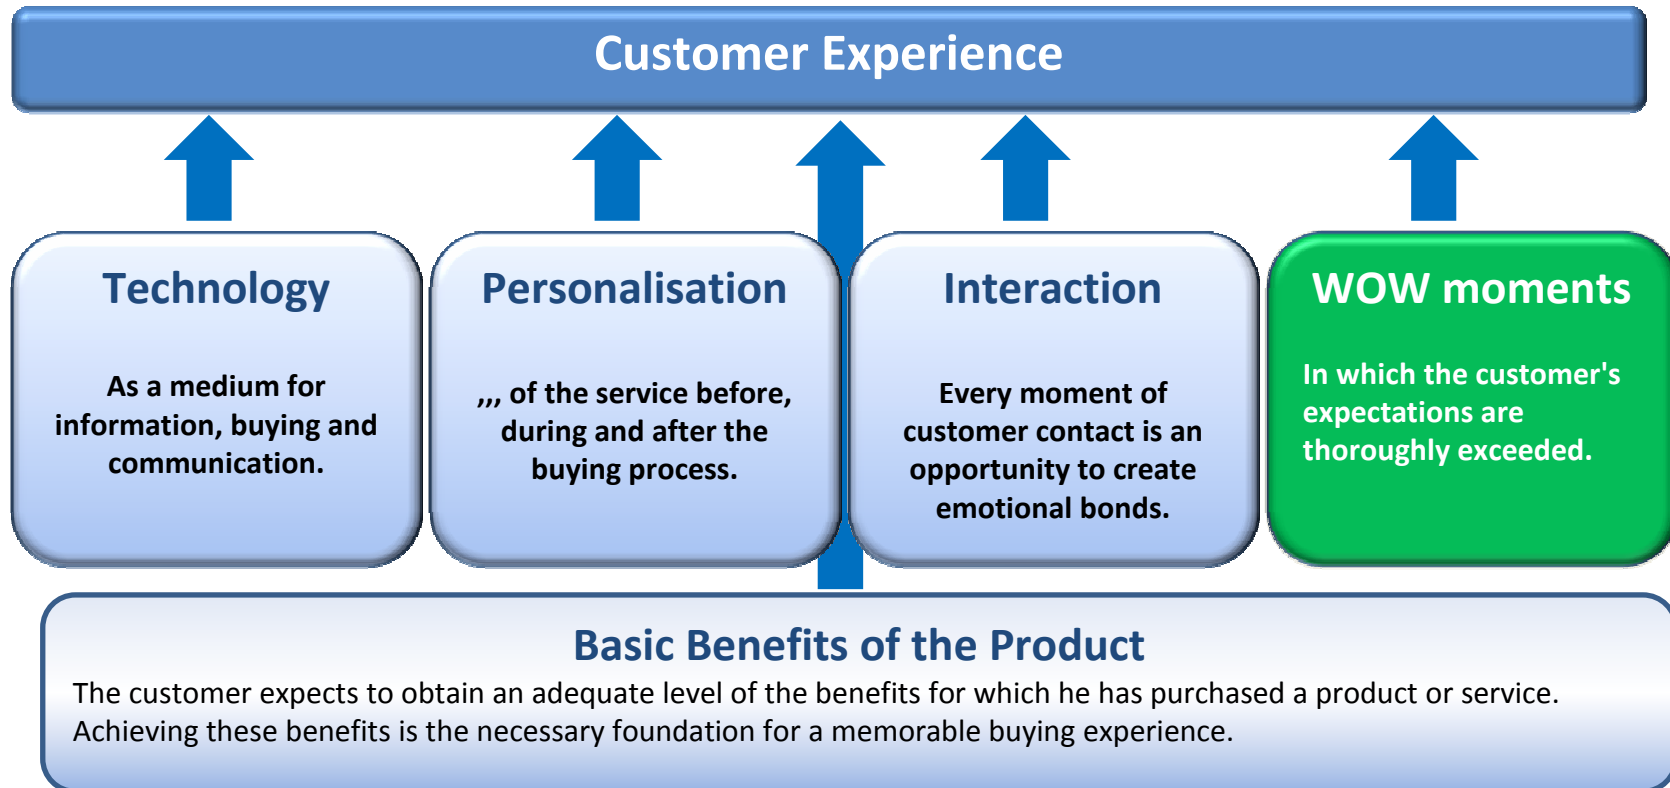 Customer Experience
Technology
As a medium for
information, buying and
communication.
Personalisation
,,, of the service before,
during and after the
buying process.
Interaction
Every moment of
customer contact is an
opportunity to create
emotional bonds.
WOW moments
In which the customer's
expectations are
thoroughly exceeded.
Basic Benefits of the Product
The customer expects to obtain an adequate level of the benefits for which he has purchased a product or service.
Achieving these benefits is the necessary foundation for a memorable buying experience.